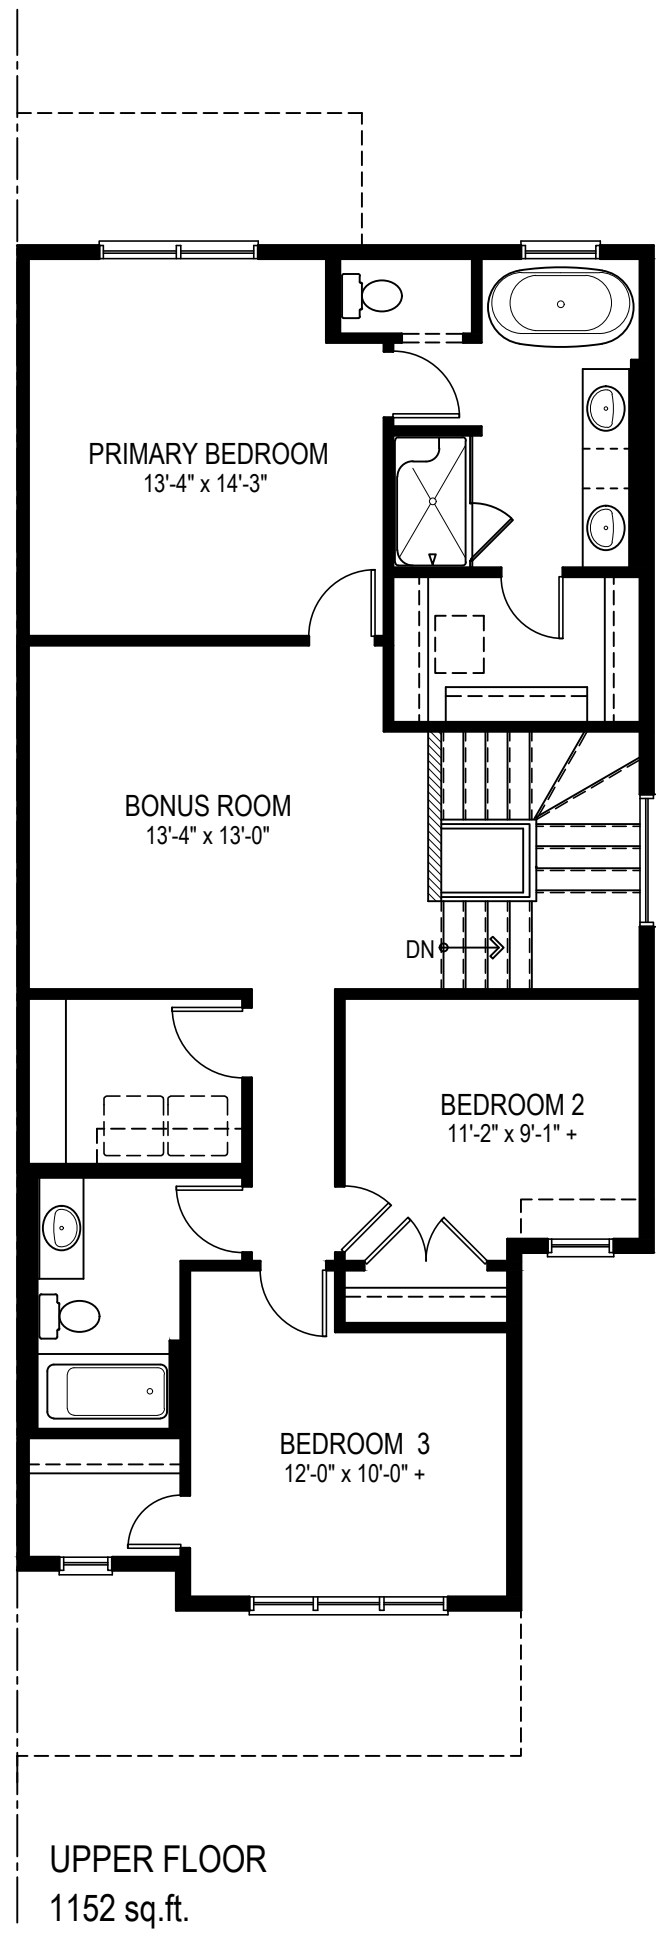 PRIMARY BEDROOM
13'-4" x 14'-3"
BONUS ROOM
13'-4" x 13'-0"
DN
BEDROOM 2
11'-2" x 9'-1" +
BEDROOM 3
12'-0" x 10'-0" +
UPPER FLOOR
1152 sq.ft.